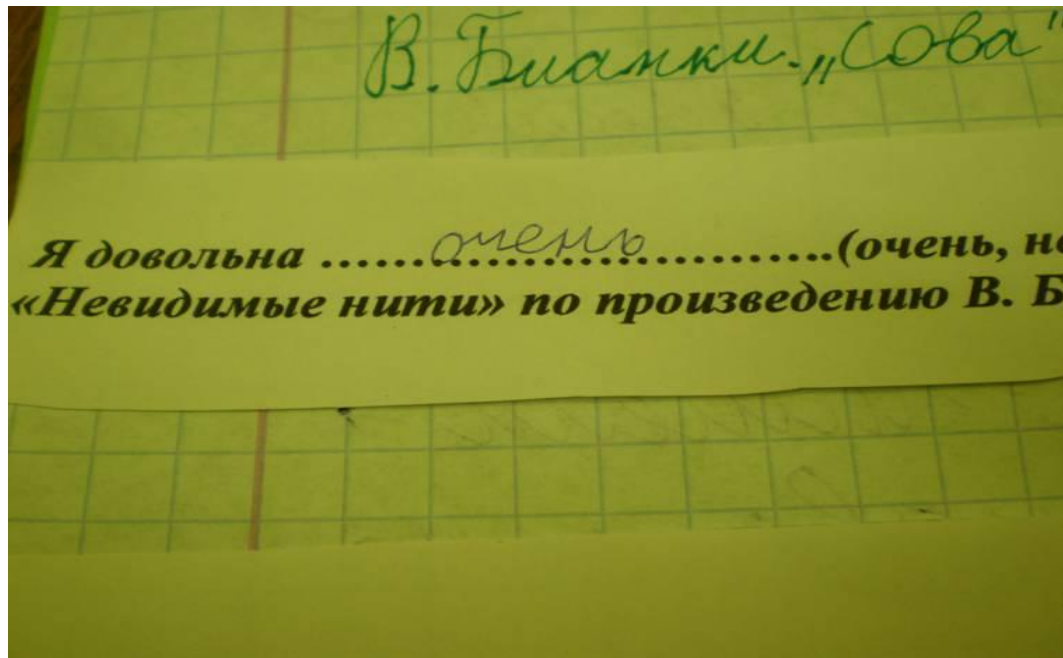 В. Бианки. „Сова"
Я довольна ......очень.................(очень, не
«Невидимые нити» по произведению В. Б